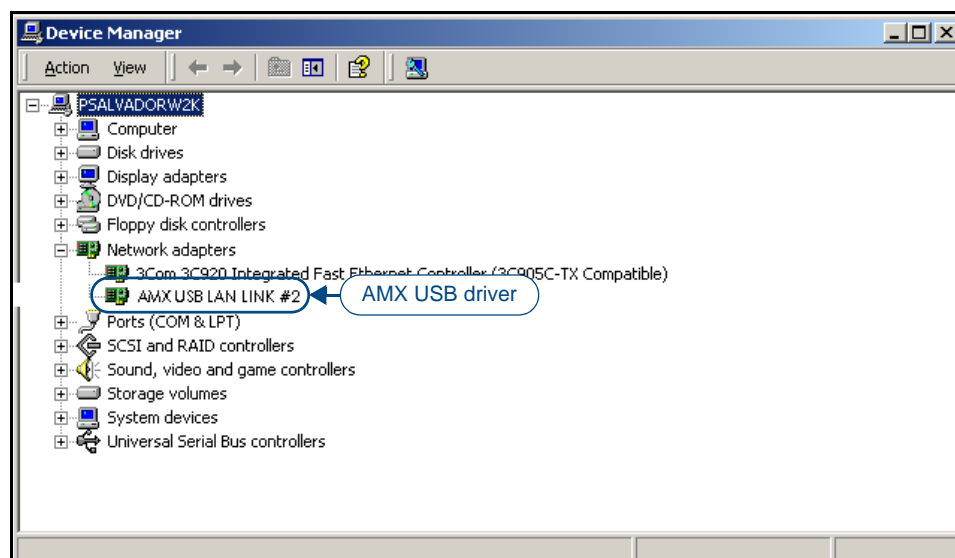 Device Manager
Action View
PSALVADORW2K
Computer
Disk drives
Display adapters
DVD/CD-ROM drives
Floppy disk controllers
Network adapters
3Com 3C920 Integrated Fast Ethernet Controller (3C905C-TX Compatible)
AMX USB LAN LINK #2
AMX USB driver
Ports (COM & LPT)
SCSI and RAID controllers
Sound, video and game controllers
Storage volumes
System devices
Universal Serial Bus controllers